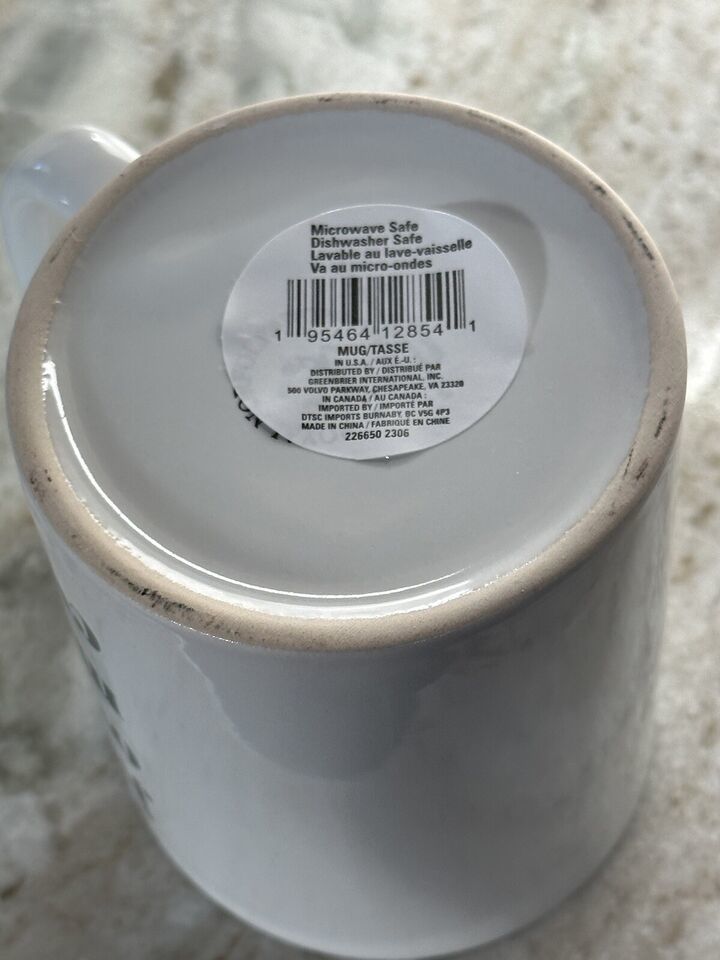 Microwave Safe
Dishwasher Safe
Lavable au lave-vaisselle
Va au micro-ondes
1 95464 12854 1
MUG/TASSE
IN U.S.A. / AUX É.-U. :
DISTRIBUTED BY / DISTRIBUÉ PAR
GREENBRIER INTERNATIONAL, INC.
500 VOLVO PARKWAY, CHESAPEAKE, VA 23320
IN CANADA / AU CANADA :
IMPORTED BY / IMPORTÉ PAR
DTSC IMPORTS BURNABY, BC V5G 4P3
MADE IN CHINA / FABRIQUÉ EN CHINE
226650 2306